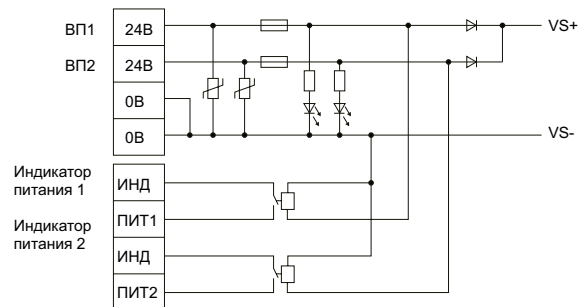 ВП1 24В VS+
ВП2 24В
0В
0В VS-
Индикатор
питания 1
ИНД
ПИТ1
Индикатор
питания 2
ИНД
ПИТ2